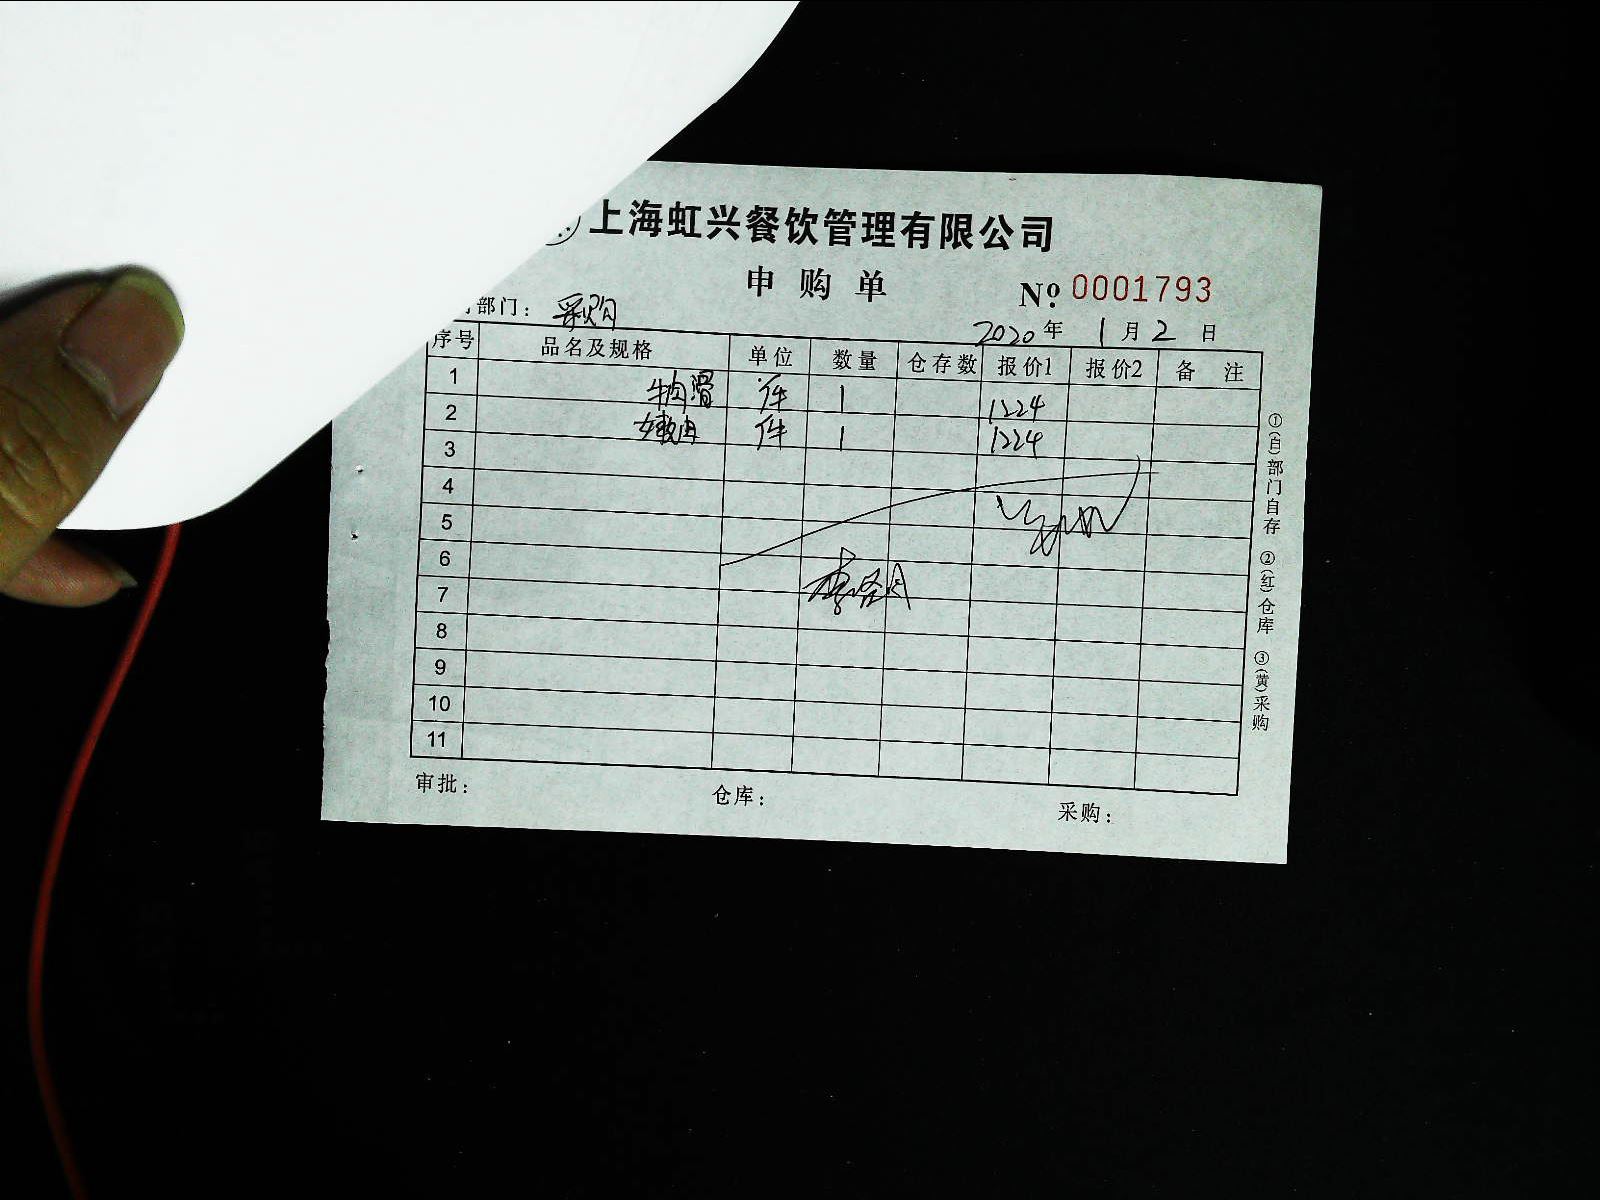 上海虹兴餐饮管理有限公司
申购单
No. 0001793
部门： 采购
2020年1月2日
序号 品名及规格 单位 数量 仓存数 报价1 报价2 备注
1 牛肉滑 件 1 1224
2 嫩肉 件 1 1224
3
4
5
6
7
8
9
10
11
审批： 仓库： 采购：
①(白)部门自存 ②(红)仓库 ③(黄)采购